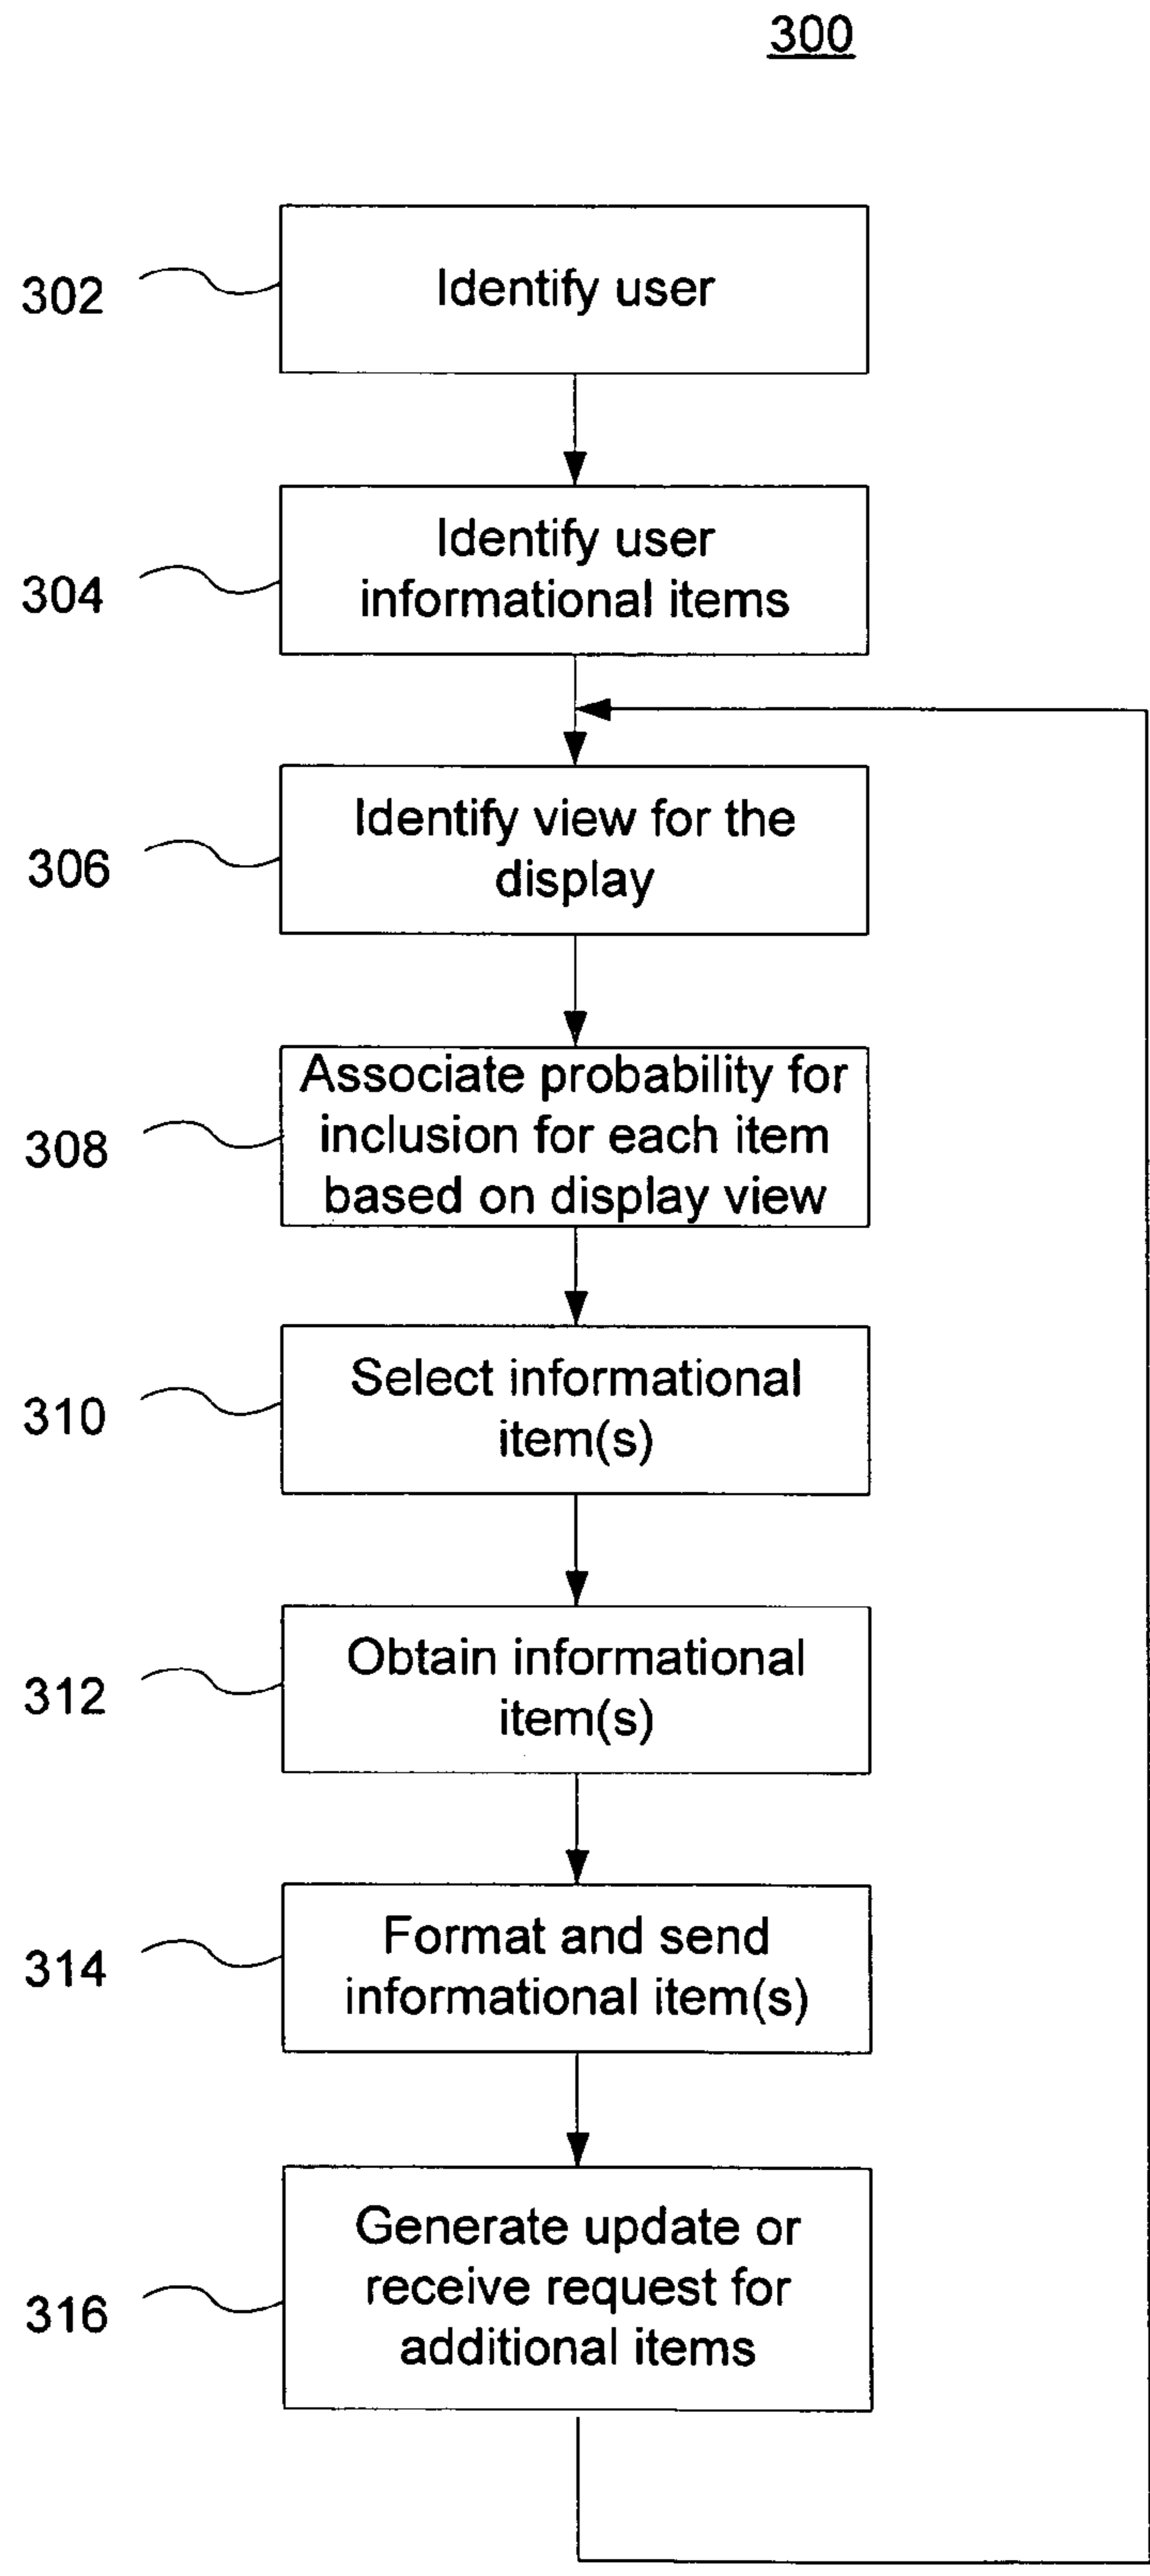 300
302
Identify user
304
Identify user
informational items
306
Identify view for the
display
308
Associate probability for
inclusion for each item
based on display view
310
Select informational
item(s)
312
Obtain informational
item(s)
314
Format and send
informational item(s)
316
Generate update or
receive request for
additional items